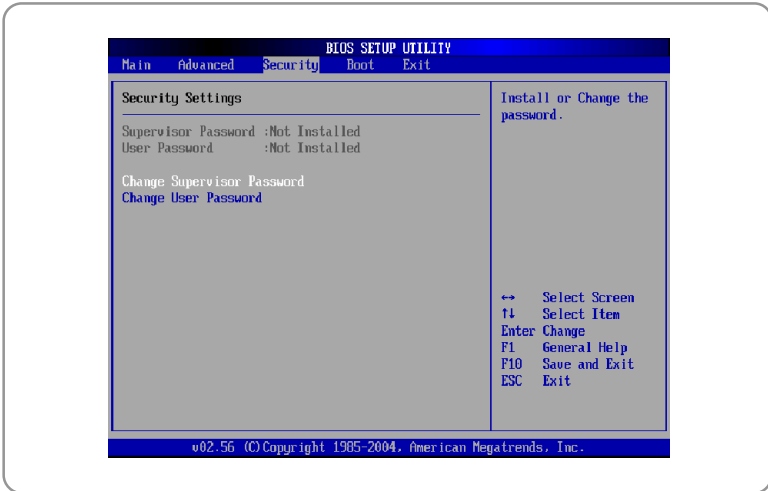 BIOS SETUP UTILITY
Main Advanced Security Boot Exit
Security Settings
Supervisor Password :Not Installed
User Password :Not Installed
Change Supervisor Password
Change User Password
Install or Change the
password.
↔ Select Screen
↑↓ Select Item
Enter Change
F1 General Help
F10 Save and Exit
ESC Exit
v02.56 (C)Copyright 1985-2004, American Megatrends, Inc.